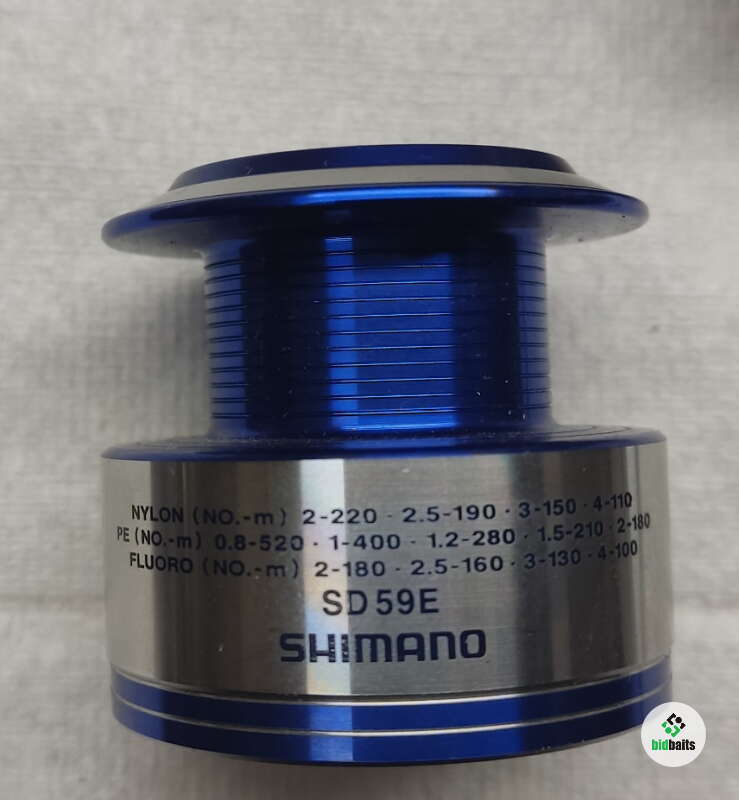 NYLON (NO.-m) 2-220 · 2.5-190 · 3-150 · 4-110
PE (NO.-m) 0.8-520 · 1-400 · 1.2-280 · 1.5-210 · 2-180
FLUORO (NO.-m) 2-180 · 2.5-160 · 3-130 · 4-100
SD59E
SHIMANO
bidbaits